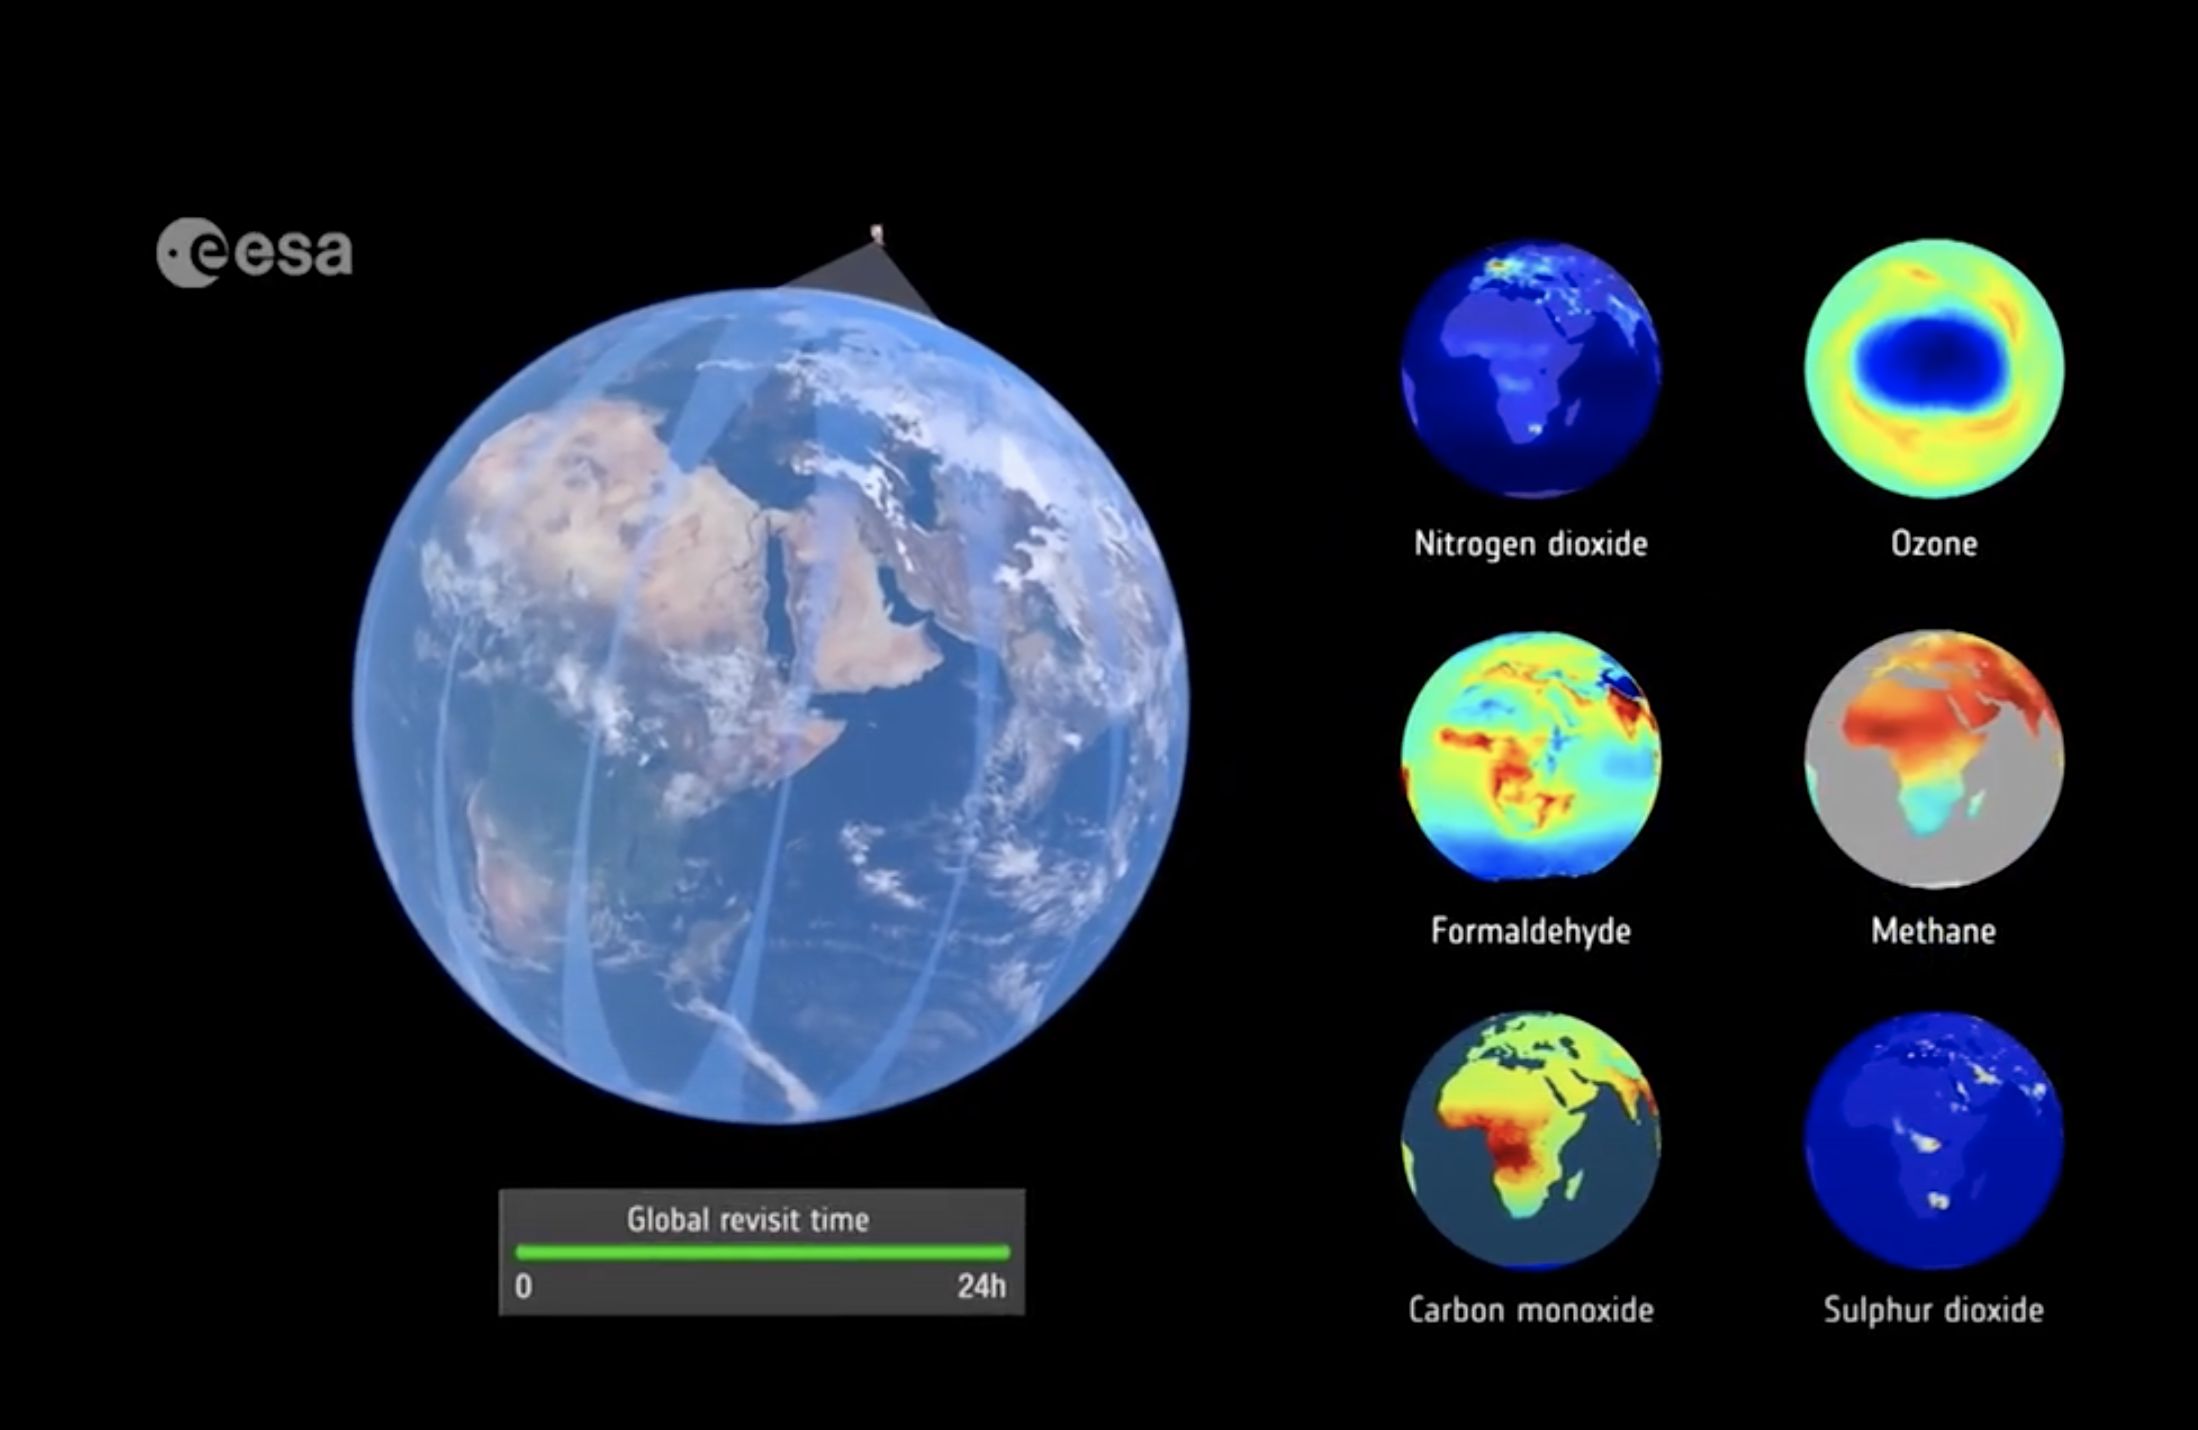 esa
Nitrogen dioxide
Ozone
Formaldehyde
Methane
Carbon monoxide
Sulphur dioxide
Global revisit time
0
24h